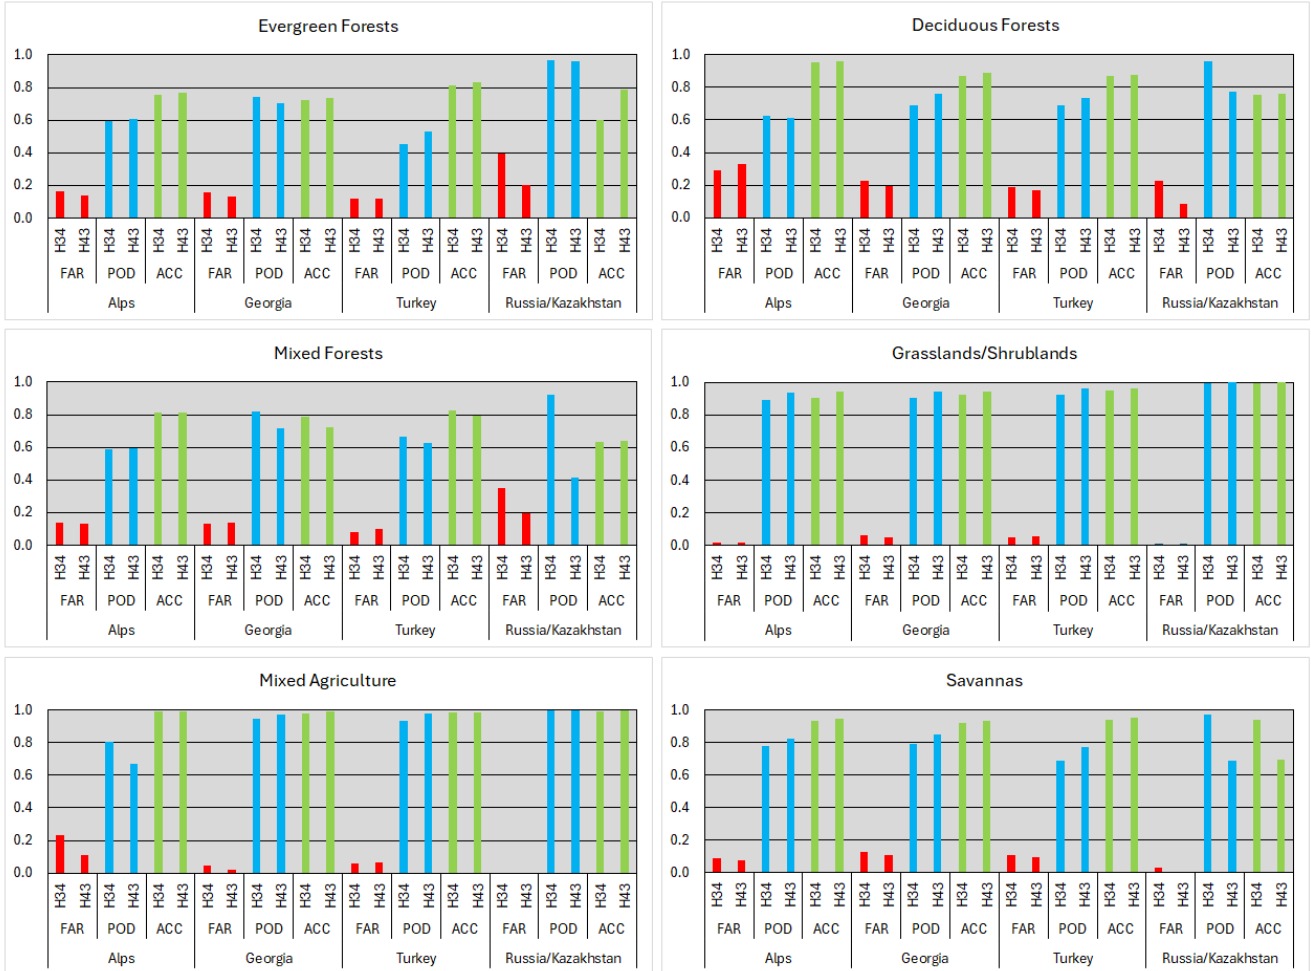 Evergreen Forests
1.0
0.8
0.6
0.4
0.2
0.0
H34 H43 H34 H43 H34 H43 H34 H43 H34 H43 H34 H43 H34 H43 H34 H43 H34 H43 H34 H43 H34 H43 H34 H43
FAR POD ACC FAR POD ACC FAR POD ACC FAR POD ACC
Alps Georgia Turkey Russia/Kazakhstan
Deciduous Forests
1.0
0.8
0.6
0.4
0.2
0.0
H34 H43 H34 H43 H34 H43 H34 H43 H34 H43 H34 H43 H34 H43 H34 H43 H34 H43 H34 H43 H34 H43 H34 H43
FAR POD ACC FAR POD ACC FAR POD ACC FAR POD ACC
Alps Georgia Turkey Russia/Kazakhstan
Mixed Forests
1.0
0.8
0.6
0.4
0.2
0.0
H34 H43 H34 H43 H34 H43 H34 H43 H34 H43 H34 H43 H34 H43 H34 H43 H34 H43 H34 H43 H34 H43 H34 H43
FAR POD ACC FAR POD ACC FAR POD ACC FAR POD ACC
Alps Georgia Turkey Russia/Kazakhstan
Grasslands/Shrublands
1.0
0.8
0.6
0.4
0.2
0.0
H34 H43 H34 H43 H34 H43 H34 H43 H34 H43 H34 H43 H34 H43 H34 H43 H34 H43 H34 H43 H34 H43 H34 H43
FAR POD ACC FAR POD ACC FAR POD ACC FAR POD ACC
Alps Georgia Turkey Russia/Kazakhstan
Mixed Agriculture
1.0
0.8
0.6
0.4
0.2
0.0
H34 H43 H34 H43 H34 H43 H34 H43 H34 H43 H34 H43 H34 H43 H34 H43 H34 H43 H34 H43 H34 H43 H34 H43
FAR POD ACC FAR POD ACC FAR POD ACC FAR POD ACC
Alps Georgia Turkey Russia/Kazakhstan
Savannas
1.0
0.8
0.6
0.4
0.2
0.0
H34 H43 H34 H43 H34 H43 H34 H43 H34 H43 H34 H43 H34 H43 H34 H43 H34 H43 H34 H43 H34 H43 H34 H43
FAR POD ACC FAR POD ACC FAR POD ACC FAR POD ACC
Alps Georgia Turkey Russia/Kazakhstan